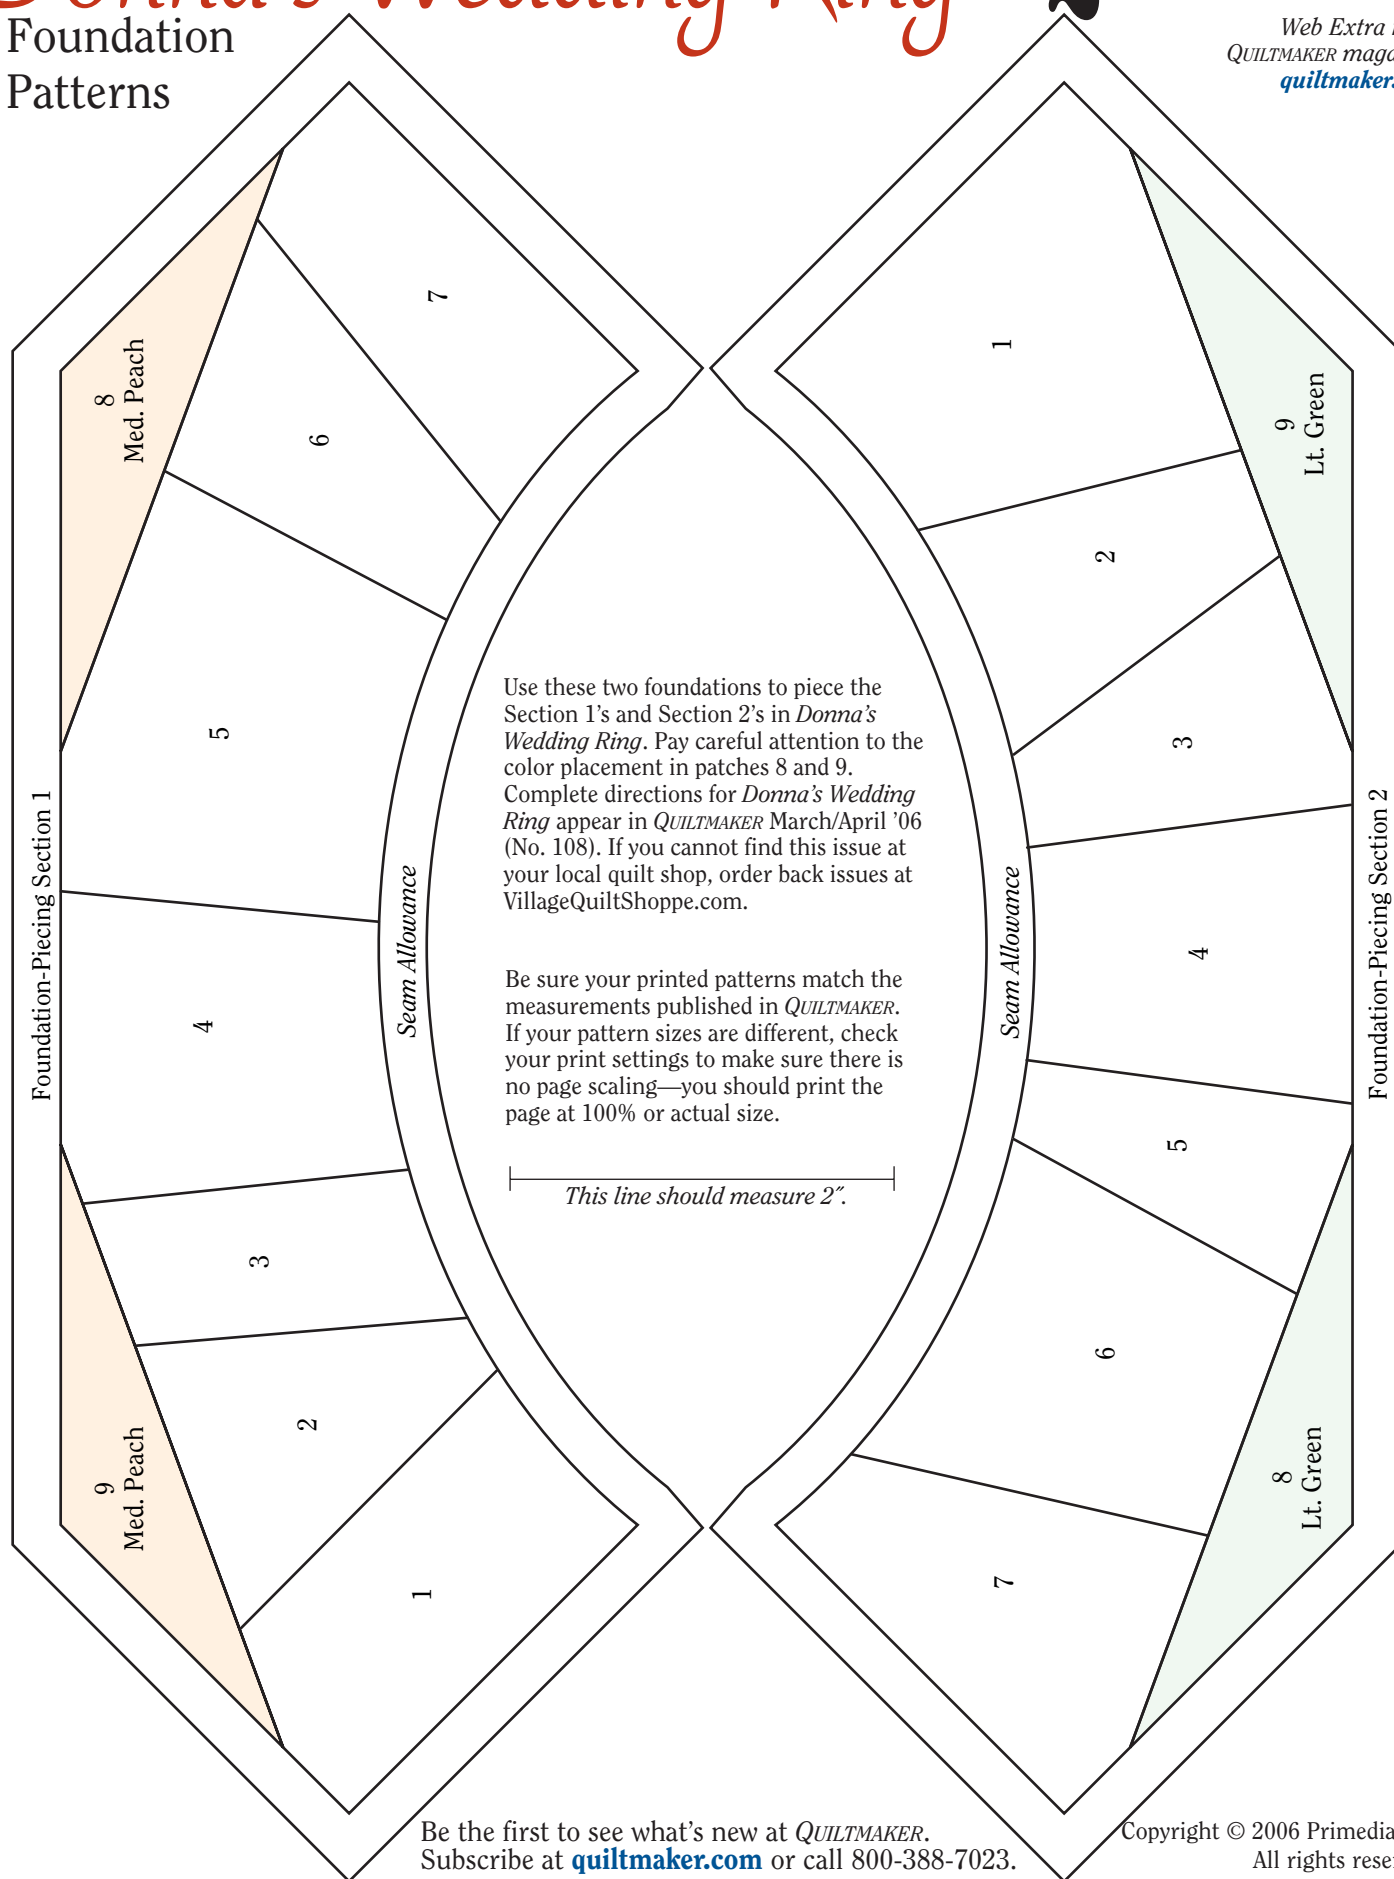 Donna's Wedding Ring
Foundation
Patterns
Web Extra
QUILTMAKER
quiltmaker.
7
6
8
Med. Peach
5
Foundation-Piecing Section 1
4
Seam Allowance
3
2
9
Med. Peach
1
Use these two foundations to piece the
Section 1's and Section 2's in Donna's
Wedding Ring. Pay careful attention to the
color placement in patches 8 and 9.
Complete directions for Donna's Wedding
Ring appear in QUILTMAKER March/April '06
(No. 108). If you cannot find this issue at
your local quilt shop, order back issues at
VillageQuiltShoppe.com.
Be sure your printed patterns match the
measurements published in QUILTMAKER.
If your pattern sizes are different, check
your print settings to make sure there is
no page scaling—you should print the
page at 100% or actual size.
This line should measure 2″.
1
9
Lt. Green
2
3
Seam Allowance
4
Foundation-Piecing Section 2
5
6
8
Lt. Green
7
Be the first to see what's new at QUILTMAKER.
Subscribe at quiltmaker.com or call 800-388-7023.
Copyright © 2006 Primedia
All rights